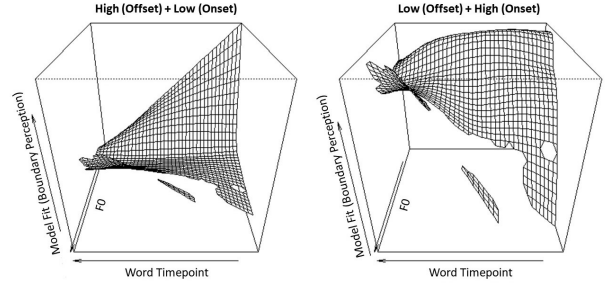 High (Offset) + Low (Onset)
Model Fit (Boundary Perception)
F0
Word Timepoint
Low (Offset) + High (Onset)
Model Fit (Boundary Perception)
F0
Word Timepoint